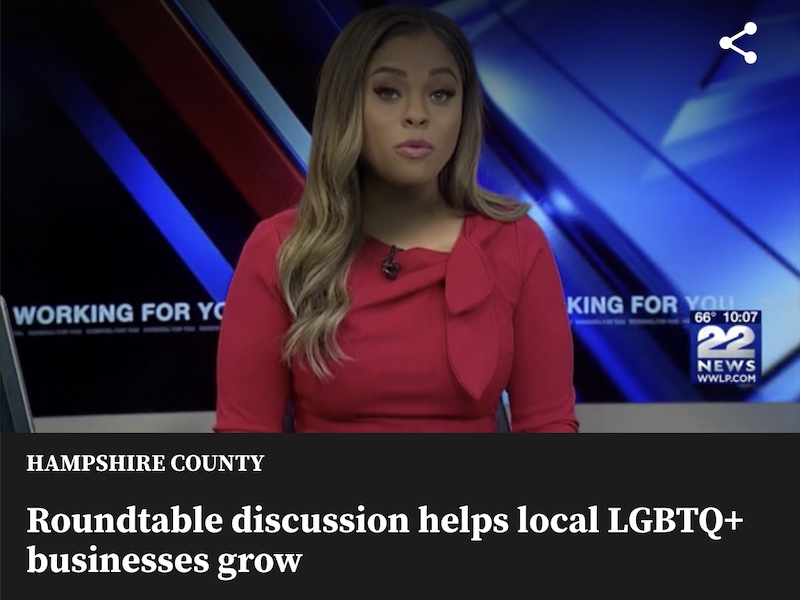 WORKING FOR YO
KING FOR YOU
66° 10:07
22
NEWS
WWLP.COM
HAMPSHIRE COUNTY
Roundtable discussion helps local LGBTQ+
businesses grow